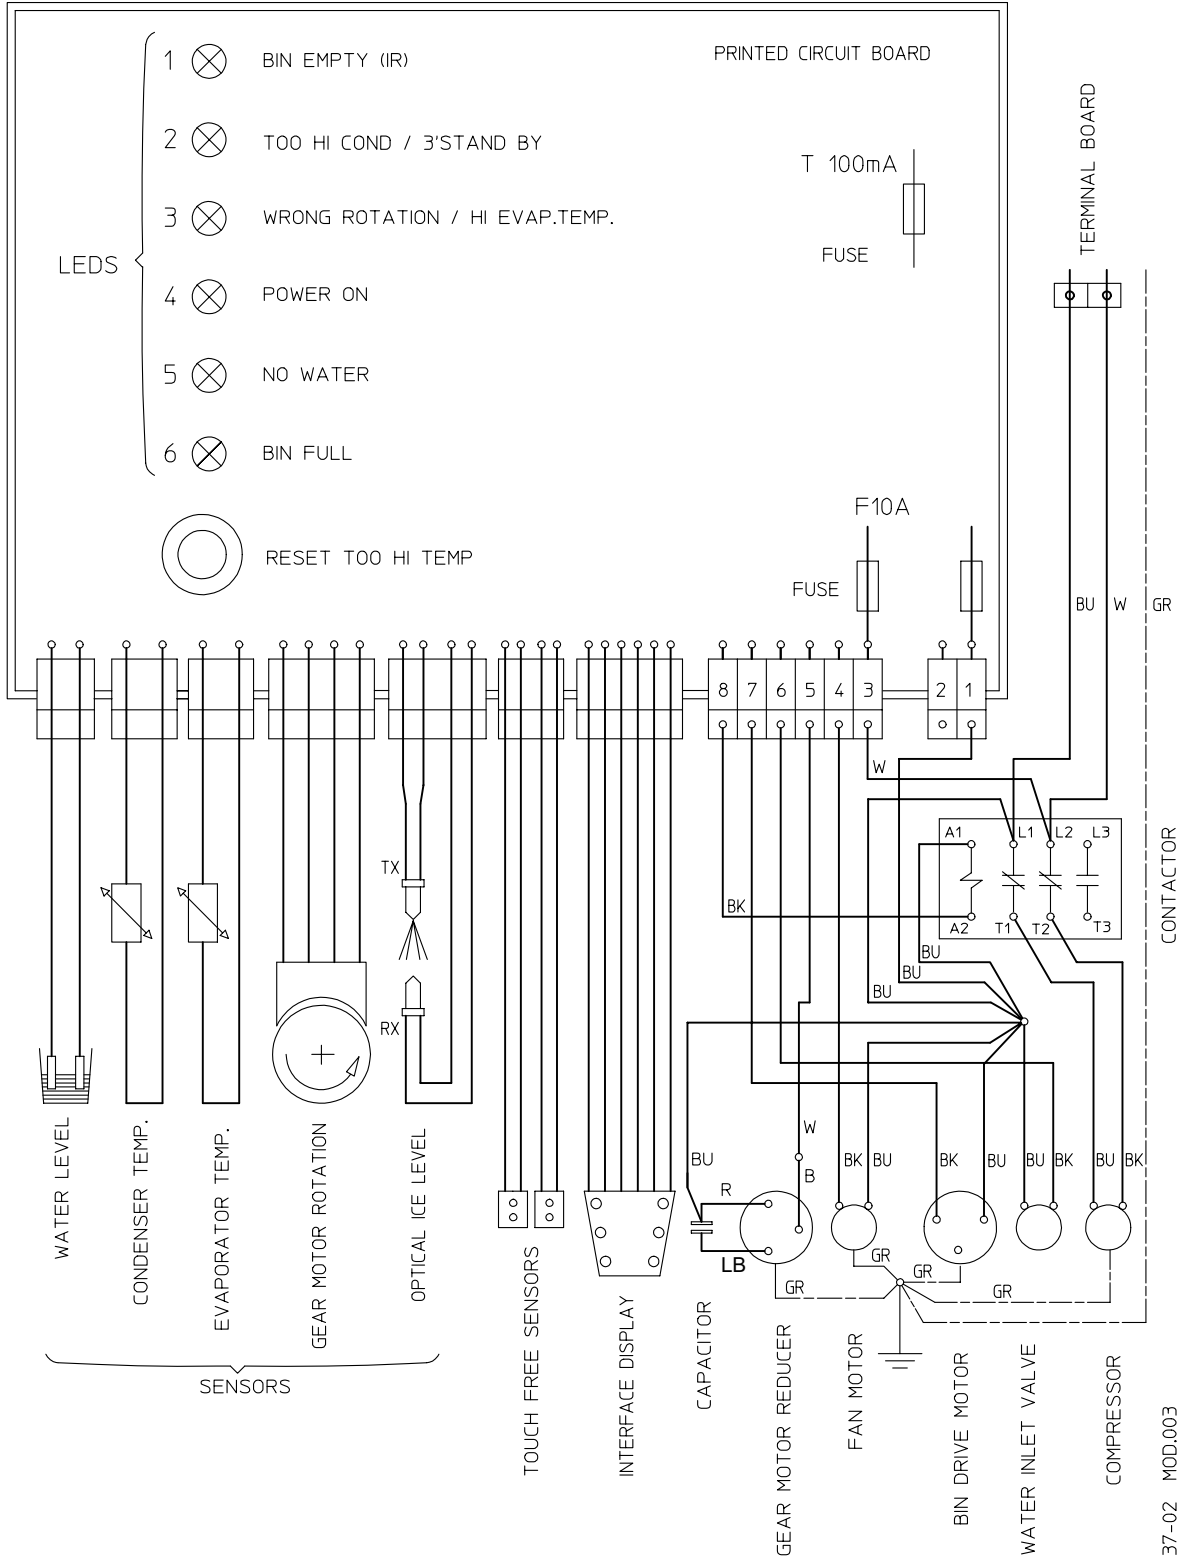 PRINTED CIRCUIT BOARD
1 BIN EMPTY (IR)
2 TOO HI COND / 3'STAND BY
3 WRONG ROTATION / HI EVAP.TEMP.
4 POWER ON
5 NO WATER
6 BIN FULL
LEDS
RESET TOO HI TEMP
T 100mA
FUSE
F10A
FUSE
TERMINAL BOARD
BU
W
GR
8 7 6 5 4 3
2 1
W
A1 L1 L2 L3
A2 T1 T2 T3
CONTACTOR
BK
BU
BU
BU
TX
RX
W
BU
B
R
LB
BK
BU
BK
BU
BU
BK
BU
BK
GR
GR
GR
GR
WATER LEVEL
CONDENSER TEMP.
EVAPORATOR TEMP.
GEAR MOTOR ROTATION
OPTICAL ICE LEVEL
SENSORS
TOUCH FREE SENSORS
INTERFACE DISPLAY
CAPACITOR
GEAR MOTOR REDUCER
FAN MOTOR
BIN DRIVE MOTOR
WATER INLET VALVE
COMPRESSOR
37-02 MOD.003